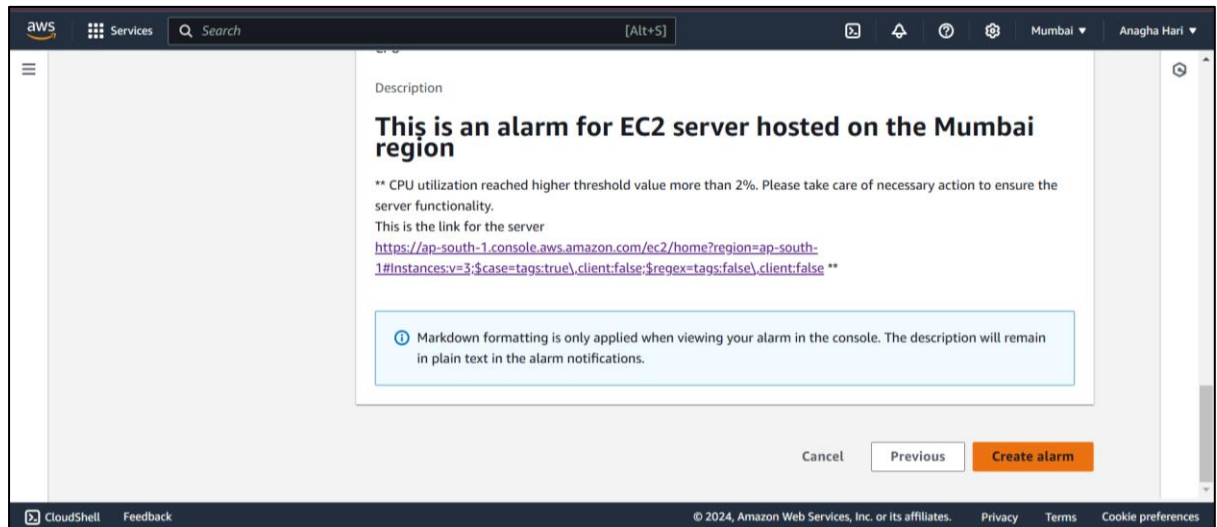 aws
Services
Search
[Alt+S]
Mumbai
Anagha Hari
Description
This is an alarm for EC2 server hosted on the Mumbai
region
** CPU utilization reached higher threshold value more than 2%. Please take care of necessary action to ensure the
server functionality.
This is the link for the server
https://ap-south-1.console.aws.amazon.com/ec2/home?region=ap-south-
1#Instances:v=3;$case=tags:true\,client:false;$regex=tags:false\,client:false **
Markdown formatting is only applied when viewing your alarm in the console. The description will remain
in plain text in the alarm notifications.
Cancel
Previous
Create alarm
CloudShell
Feedback
© 2024, Amazon Web Services, Inc. or its affiliates.
Privacy
Terms
Cookie preferences